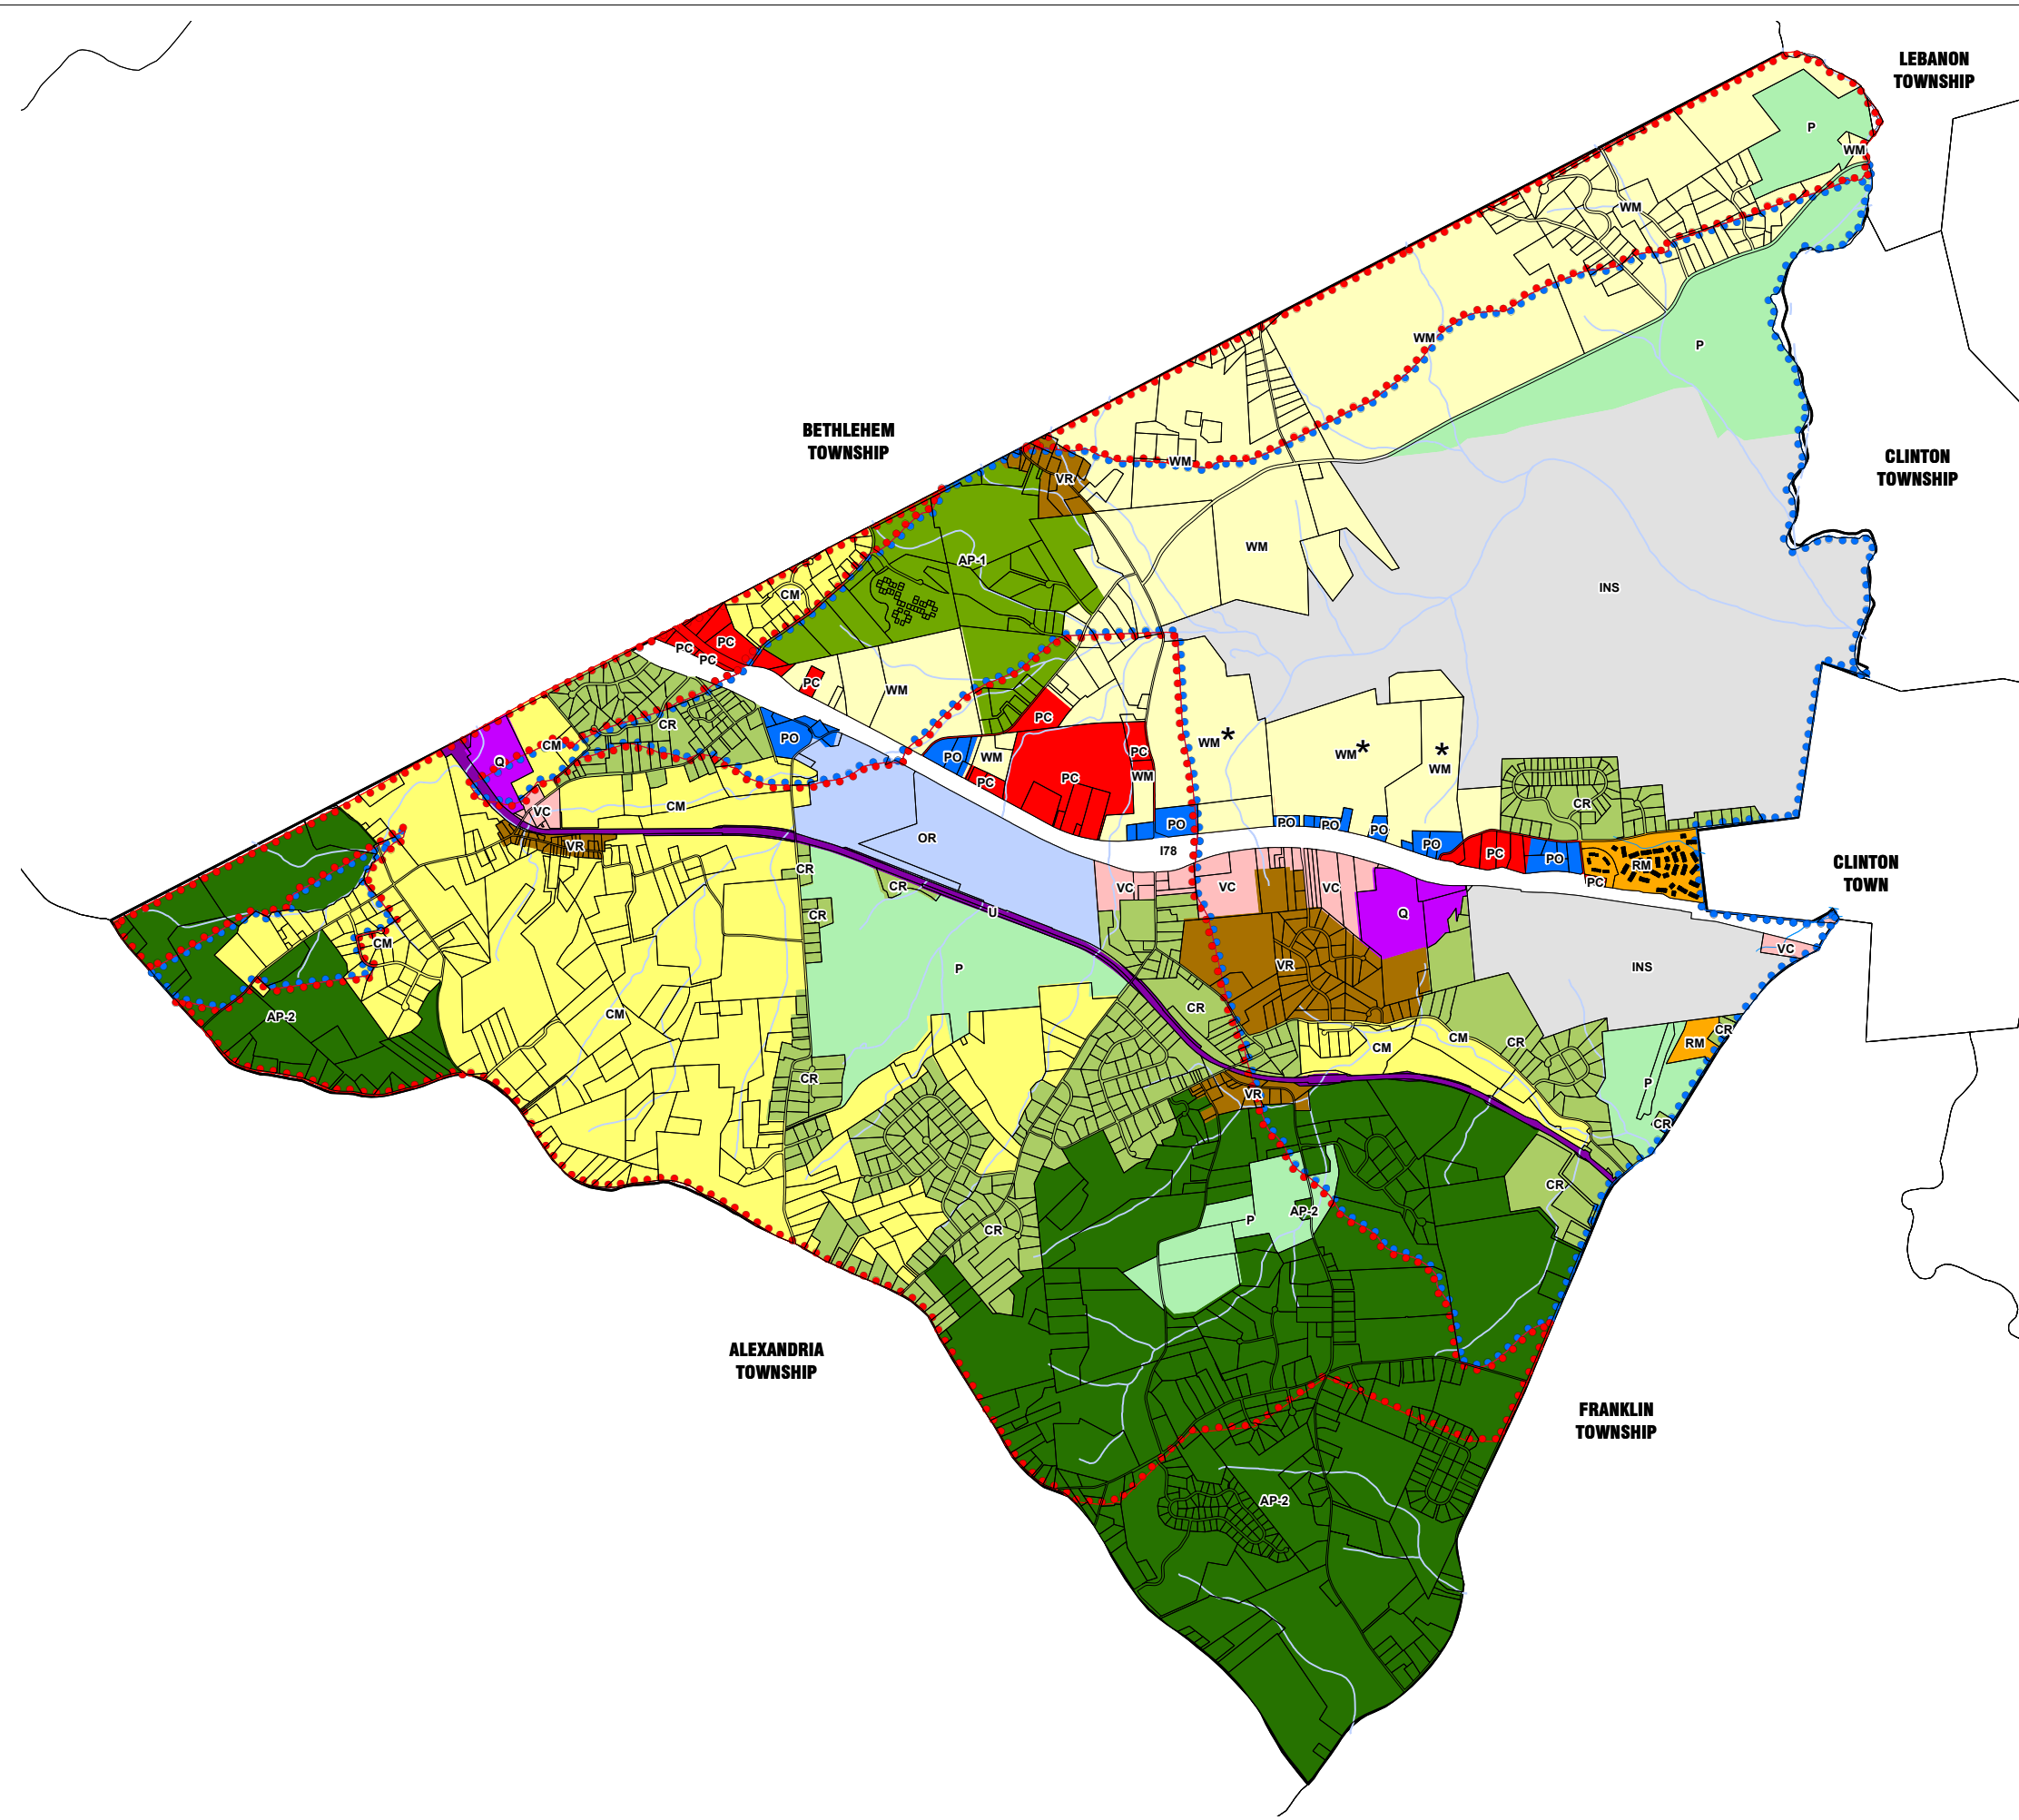 LEBANON
TOWNSHIP
P
WM
WM
WM
P
BETHLEHEM
TOWNSHIP
WM
CLINTON
TOWNSHIP
VR
WM
AP-1
INS
CM
PC
PC
PC
PC
WM
PC
CR
PO
CM
WM*
WM*
*
WM
PC
PO
WM
Q
WM
PC
PC
PC
CR
CM
VC
PO
PO
PO
PO
OR
VR
I78
PO
PC
PO
RM
CLINTON
TOWN
CR
PC
CR
VC
VC
VC
Q
U
CR
CM
VC
P
VR
INS
CR
AP-2
CM
CM
CM
CR
CR
RM
CR
P
VR
CR
CR
P
AP-2
CR
ALEXANDRIA
TOWNSHIP
FRANKLIN
TOWNSHIP
AP-2